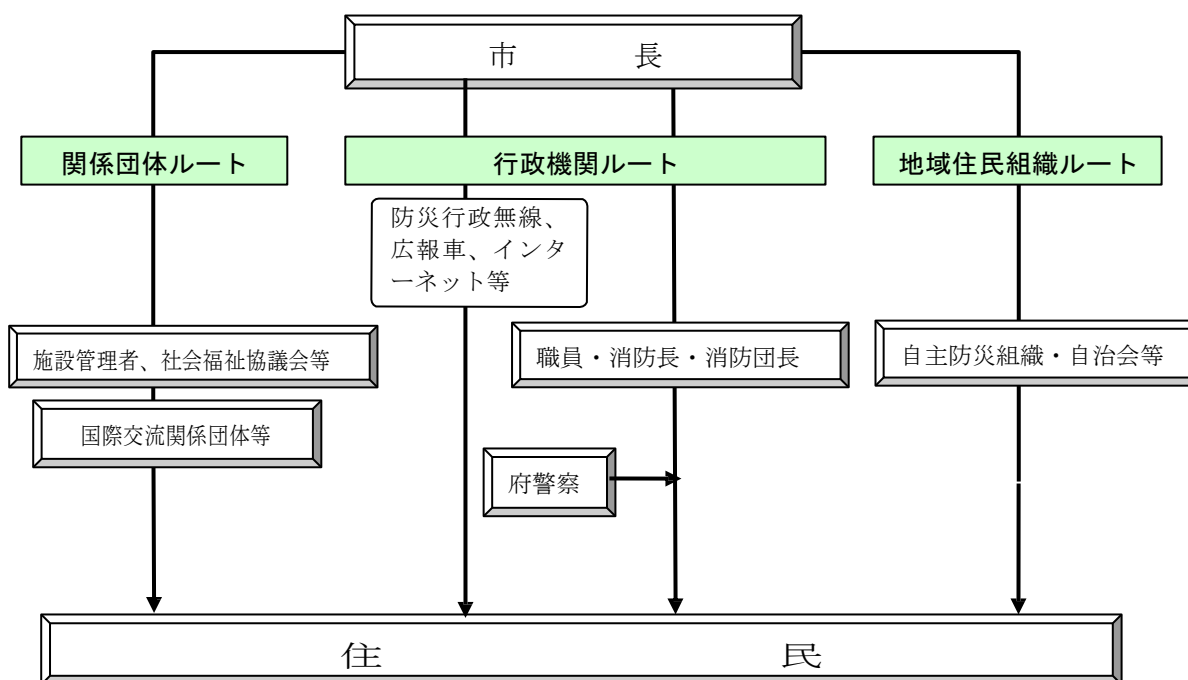 市　　　　長
関係団体ルート
行政機関ルート
地域住民組織ルート
防災行政無線、
広報車、インタ
ーネット等
施設管理者、社会福祉協議会等
職員・消防長・消防団長
自主防災組織・自治会等
国際交流関係団体等
府警察
住　　　　　　　　民